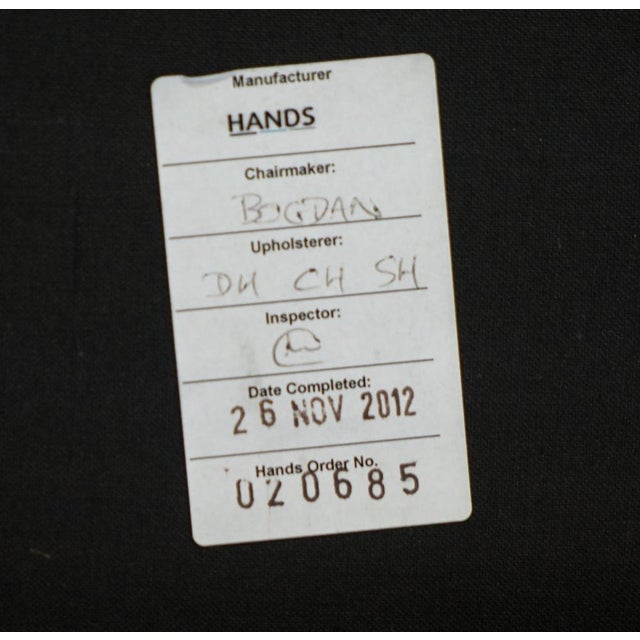 Manufacturer
HANDS
Chairmaker:
BOGDAN
Upholsterer:
DH CH SH
Inspector:
Date Completed:
26 NOV 2012
Hands Order No.
020685